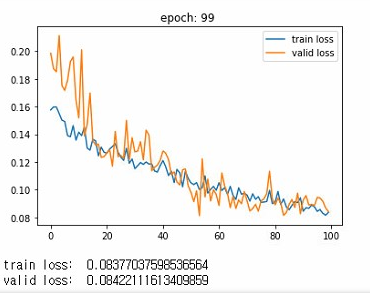 epoch: 99
train loss
valid loss
0.20
0.18
0.16
0.14
0.12
0.10
0.08
0 20 40 60 80 100
train loss: 0.08377037598536564
valid loss: 0.08422111613409859